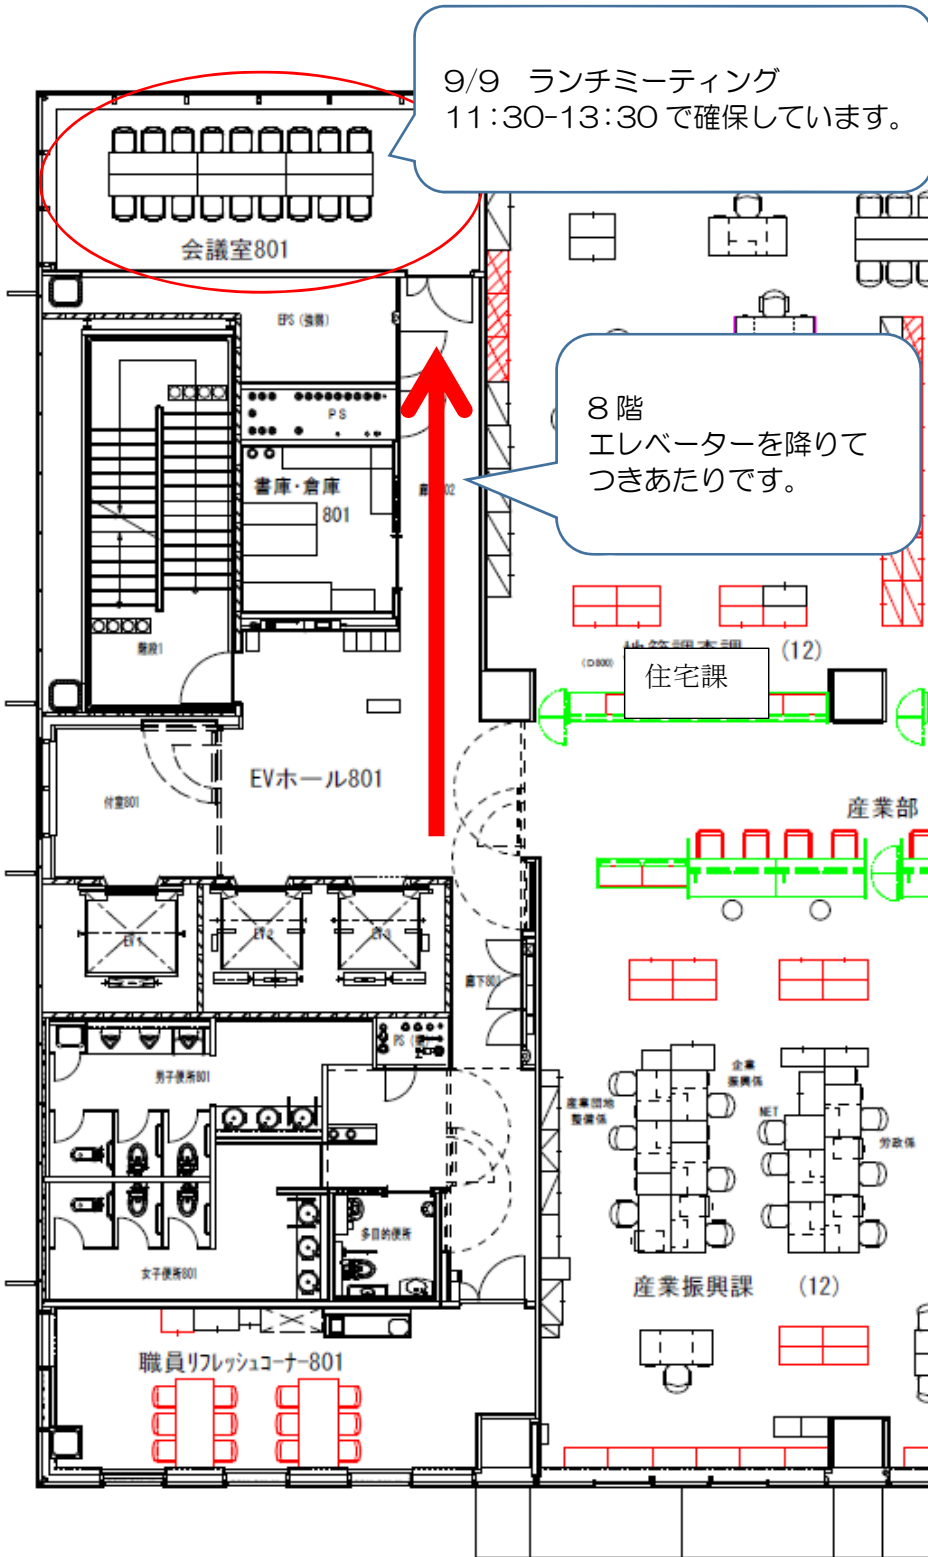 9/9　ランチミーティング
11:30-13:30で確保しています。
会議室801
EPS（強弱）
8階
エレベーターを降りて
つきあたりです。
PS
書庫・倉庫
801
階段1
(12)
住宅課
EVホール801
付室801
産業部
EV1
EV2
EV3
廊下801
PS
男子便所801
企業
振興係
産業団地
整備係
NET
労政係
多目的便所
女子便所801
産業振興課
(12)
職員リフレッシュコーナー801